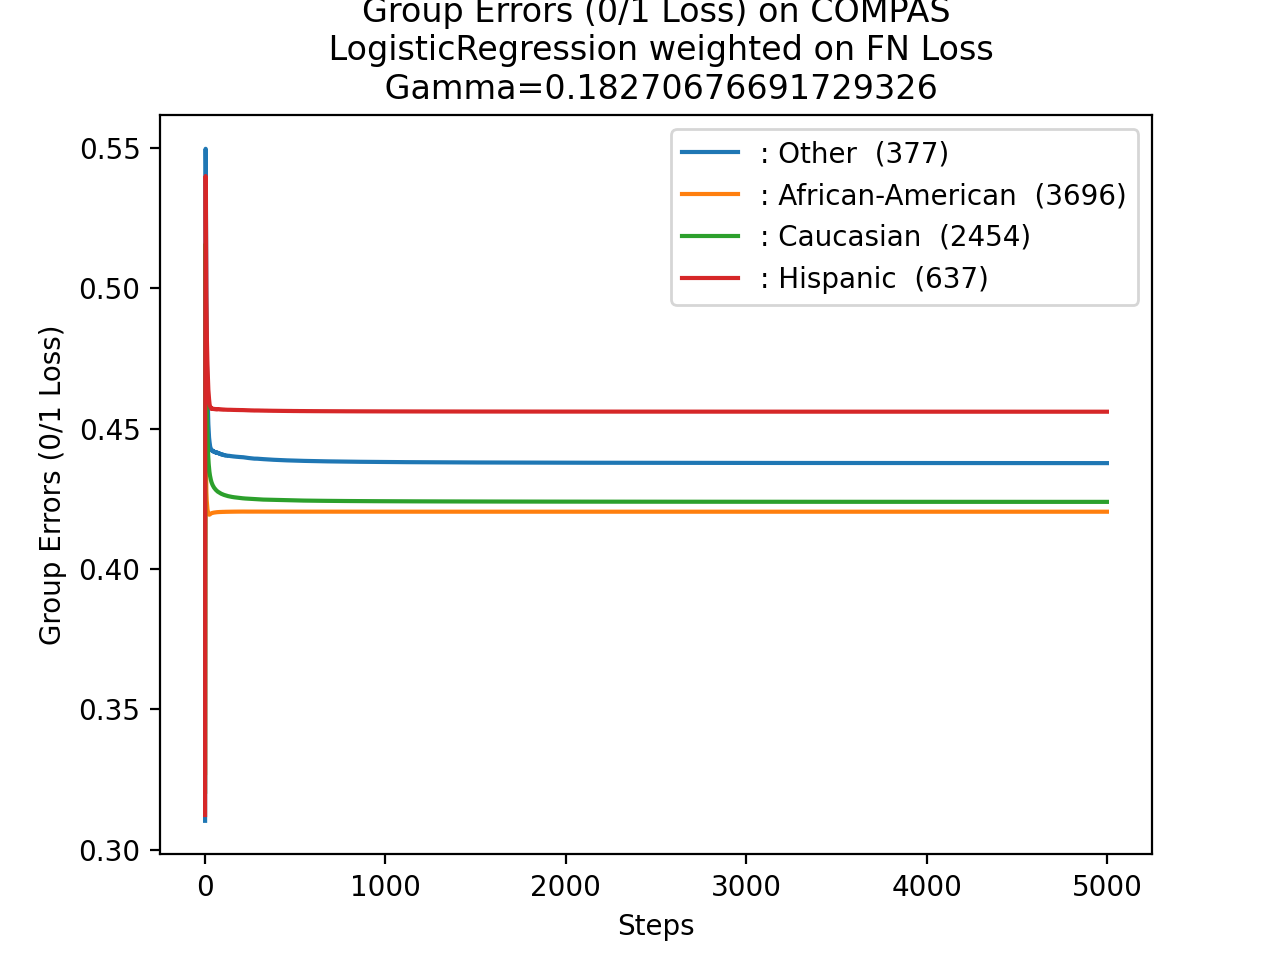 Group Errors (0/1 Loss) on COMPAS
LogisticRegression weighted on FN Loss
Gamma=0.18270676691729326
: Other (377)
: African-American (3696)
: Caucasian (2454)
: Hispanic (637)
Group Errors (0/1 Loss)
0.55
0.50
0.45
0.40
0.35
0.30
0 1000 2000 3000 4000 5000
Steps